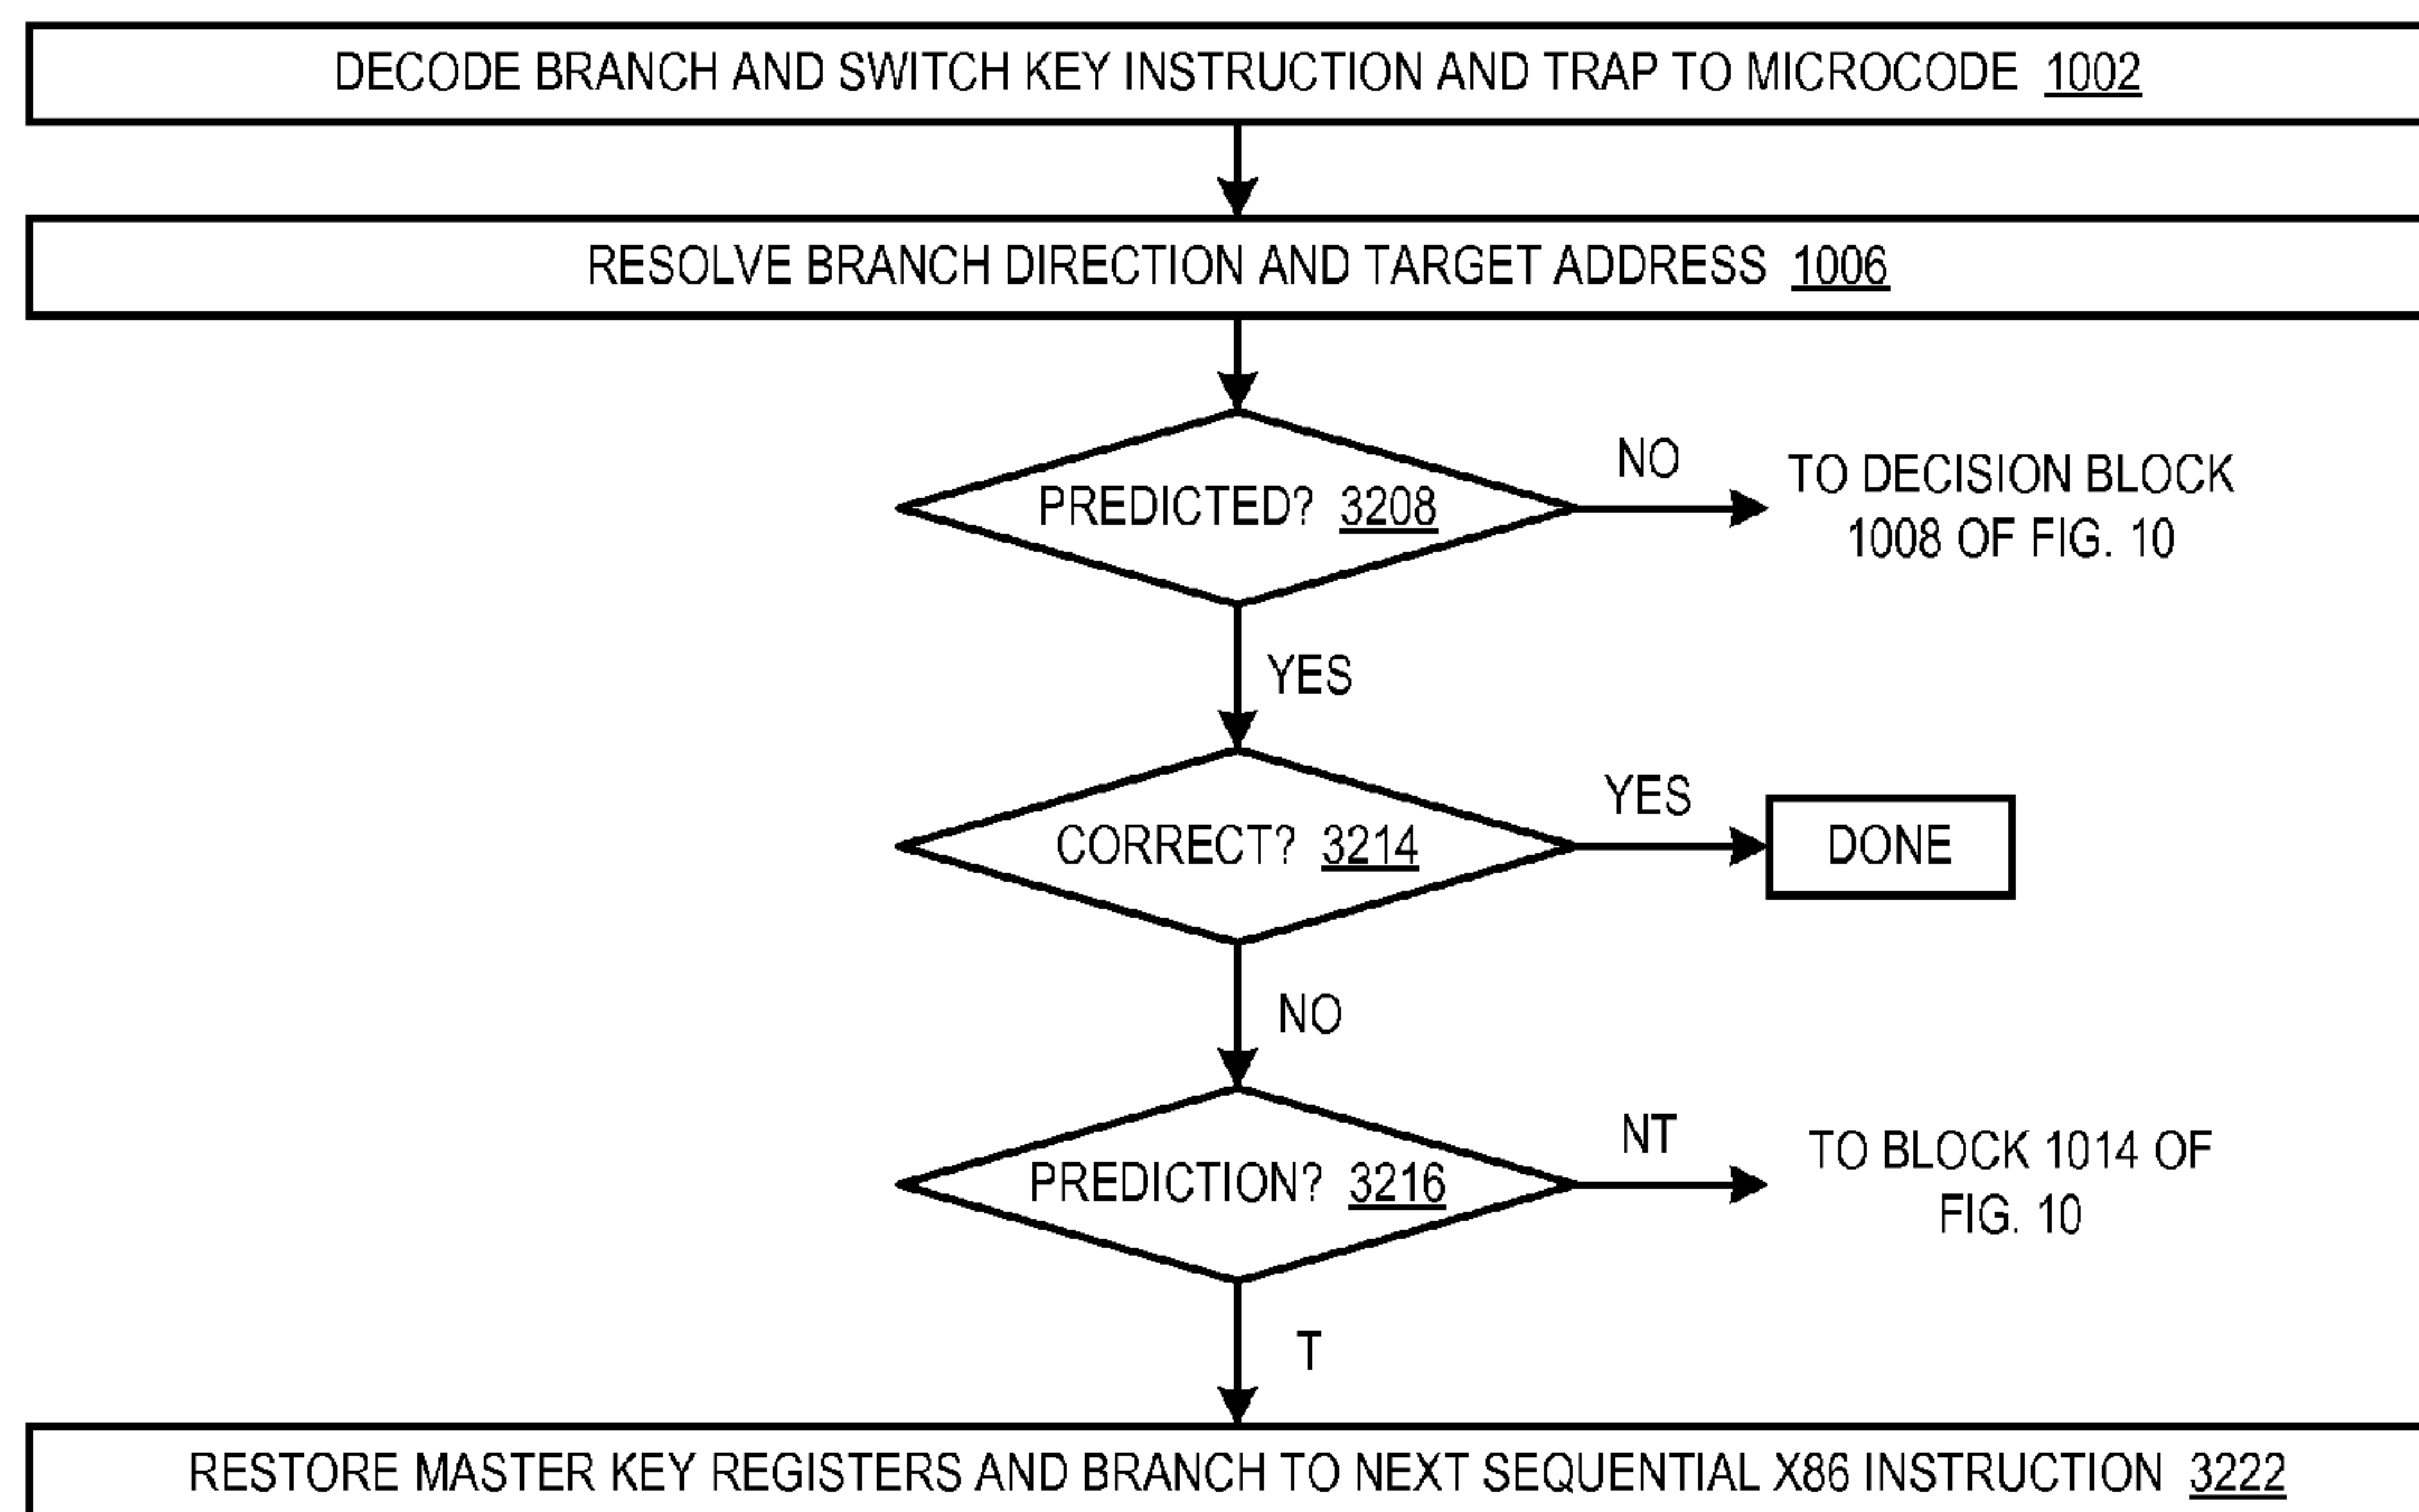 DECODE BRANCH AND SWITCH KEY INSTRUCTION AND TRAP TO MICROCODE 1002
RESOLVE BRANCH DIRECTION AND TARGET ADDRESS 1006
PREDICTED? 3208
NO
TO DECISION BLOCK
1008 OF FIG. 10
YES
CORRECT? 3214
YES
DONE
NO
PREDICTION? 3216
NT
TO BLOCK 1014 OF
FIG. 10
T
RESTORE MASTER KEY REGISTERS AND BRANCH TO NEXT SEQUENTIAL X86 INSTRUCTION 3222